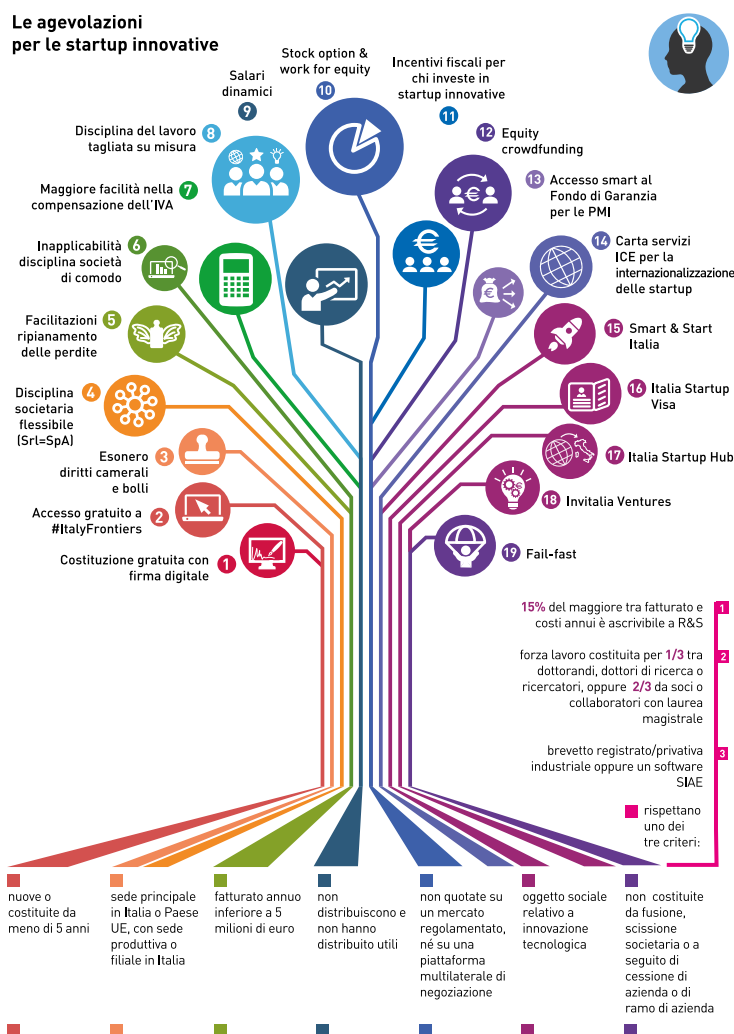 Le agevolazioni
per le startup innovative
Costituzione gratuita con
firma digitale
1
Accesso gratuito a
#ItalyFrontiers
2
Esonero
diritti camerali
e bolli
3
Disciplina
societaria
flessibile
(Srl=SpA)
4
Facilitazioni
ripianamento
delle perdite
5
Inapplicabilità
disciplina società
di comodo
6
Maggiore facilità nella
compensazione dell'IVA
7
Disciplina del lavoro
tagliata su misura
8
Salari
dinamici
9
Stock option &
work for equity
10
Incentivi fiscali per
chi investe in
startup innovative
11
12
Equity
crowdfunding
13
Accesso smart al
Fondo di Garanzia
per le PMI
14
Carta servizi
ICE per la
internazionalizzazione
delle startup
15
Smart & Start
Italia
16
Italia Startup
Visa
17
Italia Startup Hub
18
Invitalia Ventures
19
Fail-fast
15% del maggiore tra fatturato e
costi annui è ascrivibile a R&S
1
forza lavoro costituita per 1/3 tra
dottorandi, dottori di ricerca o
ricercatori, oppure 2/3 da soci o
collaboratori con laurea
magistrale
2
brevetto registrato/privativa
industriale oppure un software
SIAE
3
rispettano
uno dei
tre criteri:
nuove o
costituite da
meno di 5 anni
sede principale
in Italia o Paese
UE, con sede
produttiva o
filiale in Italia
fatturato annuo
inferiore a 5
milioni di euro
non
distribuiscono e
non hanno
distribuito utili
non quotate su
un mercato
regolamentato,
né su una
piattaforma
multilaterale di
negoziazione
oggetto sociale
relativo a
innovazione
tecnologica
non costituite
da fusione,
scissione
societaria o a
seguito di
cessione di
azienda o di
ramo di azienda